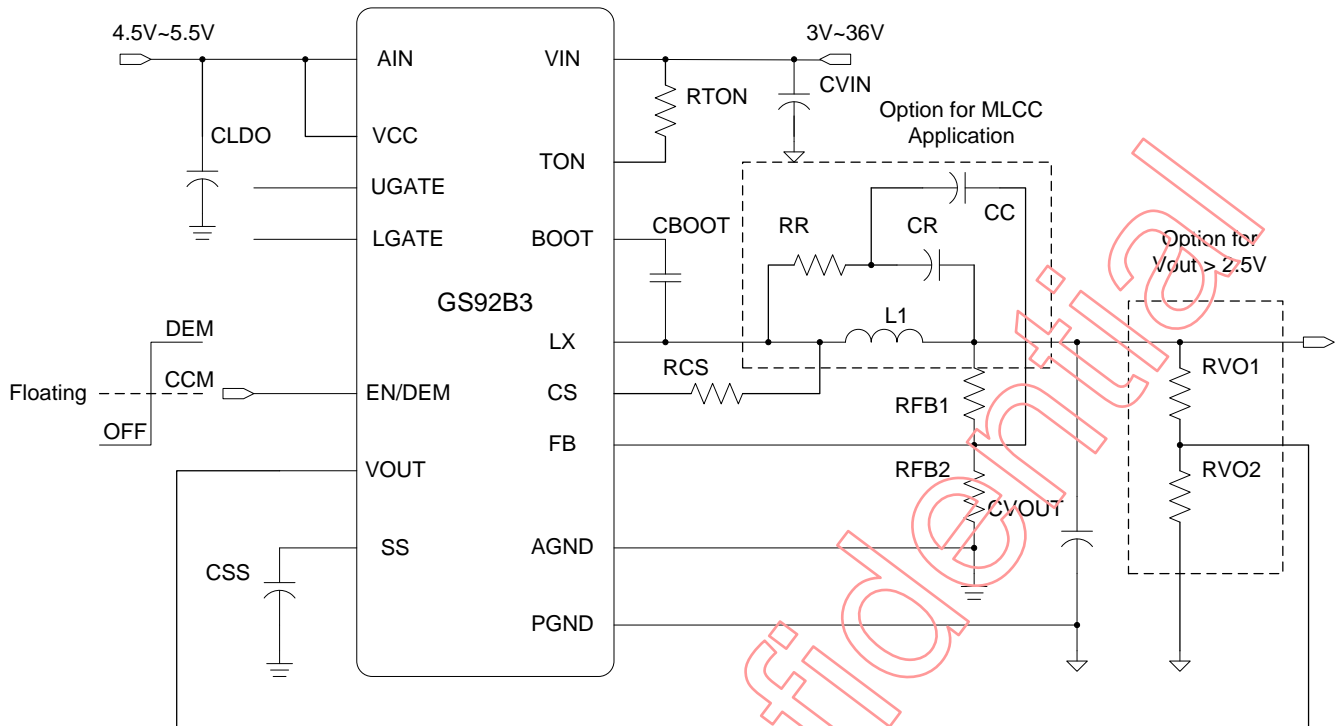 4.5V~5.5V
3V~36V
AIN
VIN
RTON
CVIN
Option for MLCC
Application
CLDO
VCC
TON
UGATE
CC
LGATE
BOOT
CBOOT
RR
CR
Option for
Vout > 2.5V
GS92B3
L1
DEM
LX
RCS
RVO1
Floating
CCM
EN/DEM
CS
RFB1
OFF
FB
VOUT
RFB2
RVO2
CVOUT
SS
AGND
CSS
PGND
fidential